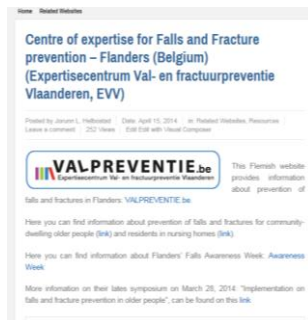 Home Related Websites
Centre of expertise for Falls and Fracture
prevention – Flanders (Belgium)
(Expertisecentrum Val- en fractuurpreventie
Vlaanderen, EVV)
Posted by Jorunn L. Helbostad Date: April 15, 2014 in: Related Websites, Resources
Leave a comment 252 Views Edit Edit with Visual Composer
VALPREVENTIE.be
Expertisecentrum Val- en fractuurpreventie Vlaanderen
This Flemish website
provides information
about prevention of
falls and fractures in Flanders: VALPREVENTIE.be.
Here you can find information about prevention of falls and fractures for community-
dwelling older people (link) and residents in nursing homes (link).
Here you can find information about Flanders' Falls Awareness Week: Awareness
Week
More infomation on their lates symposium on March 28, 2014: "Implementation on
falls and fracture prevention in older people", can be found on this link